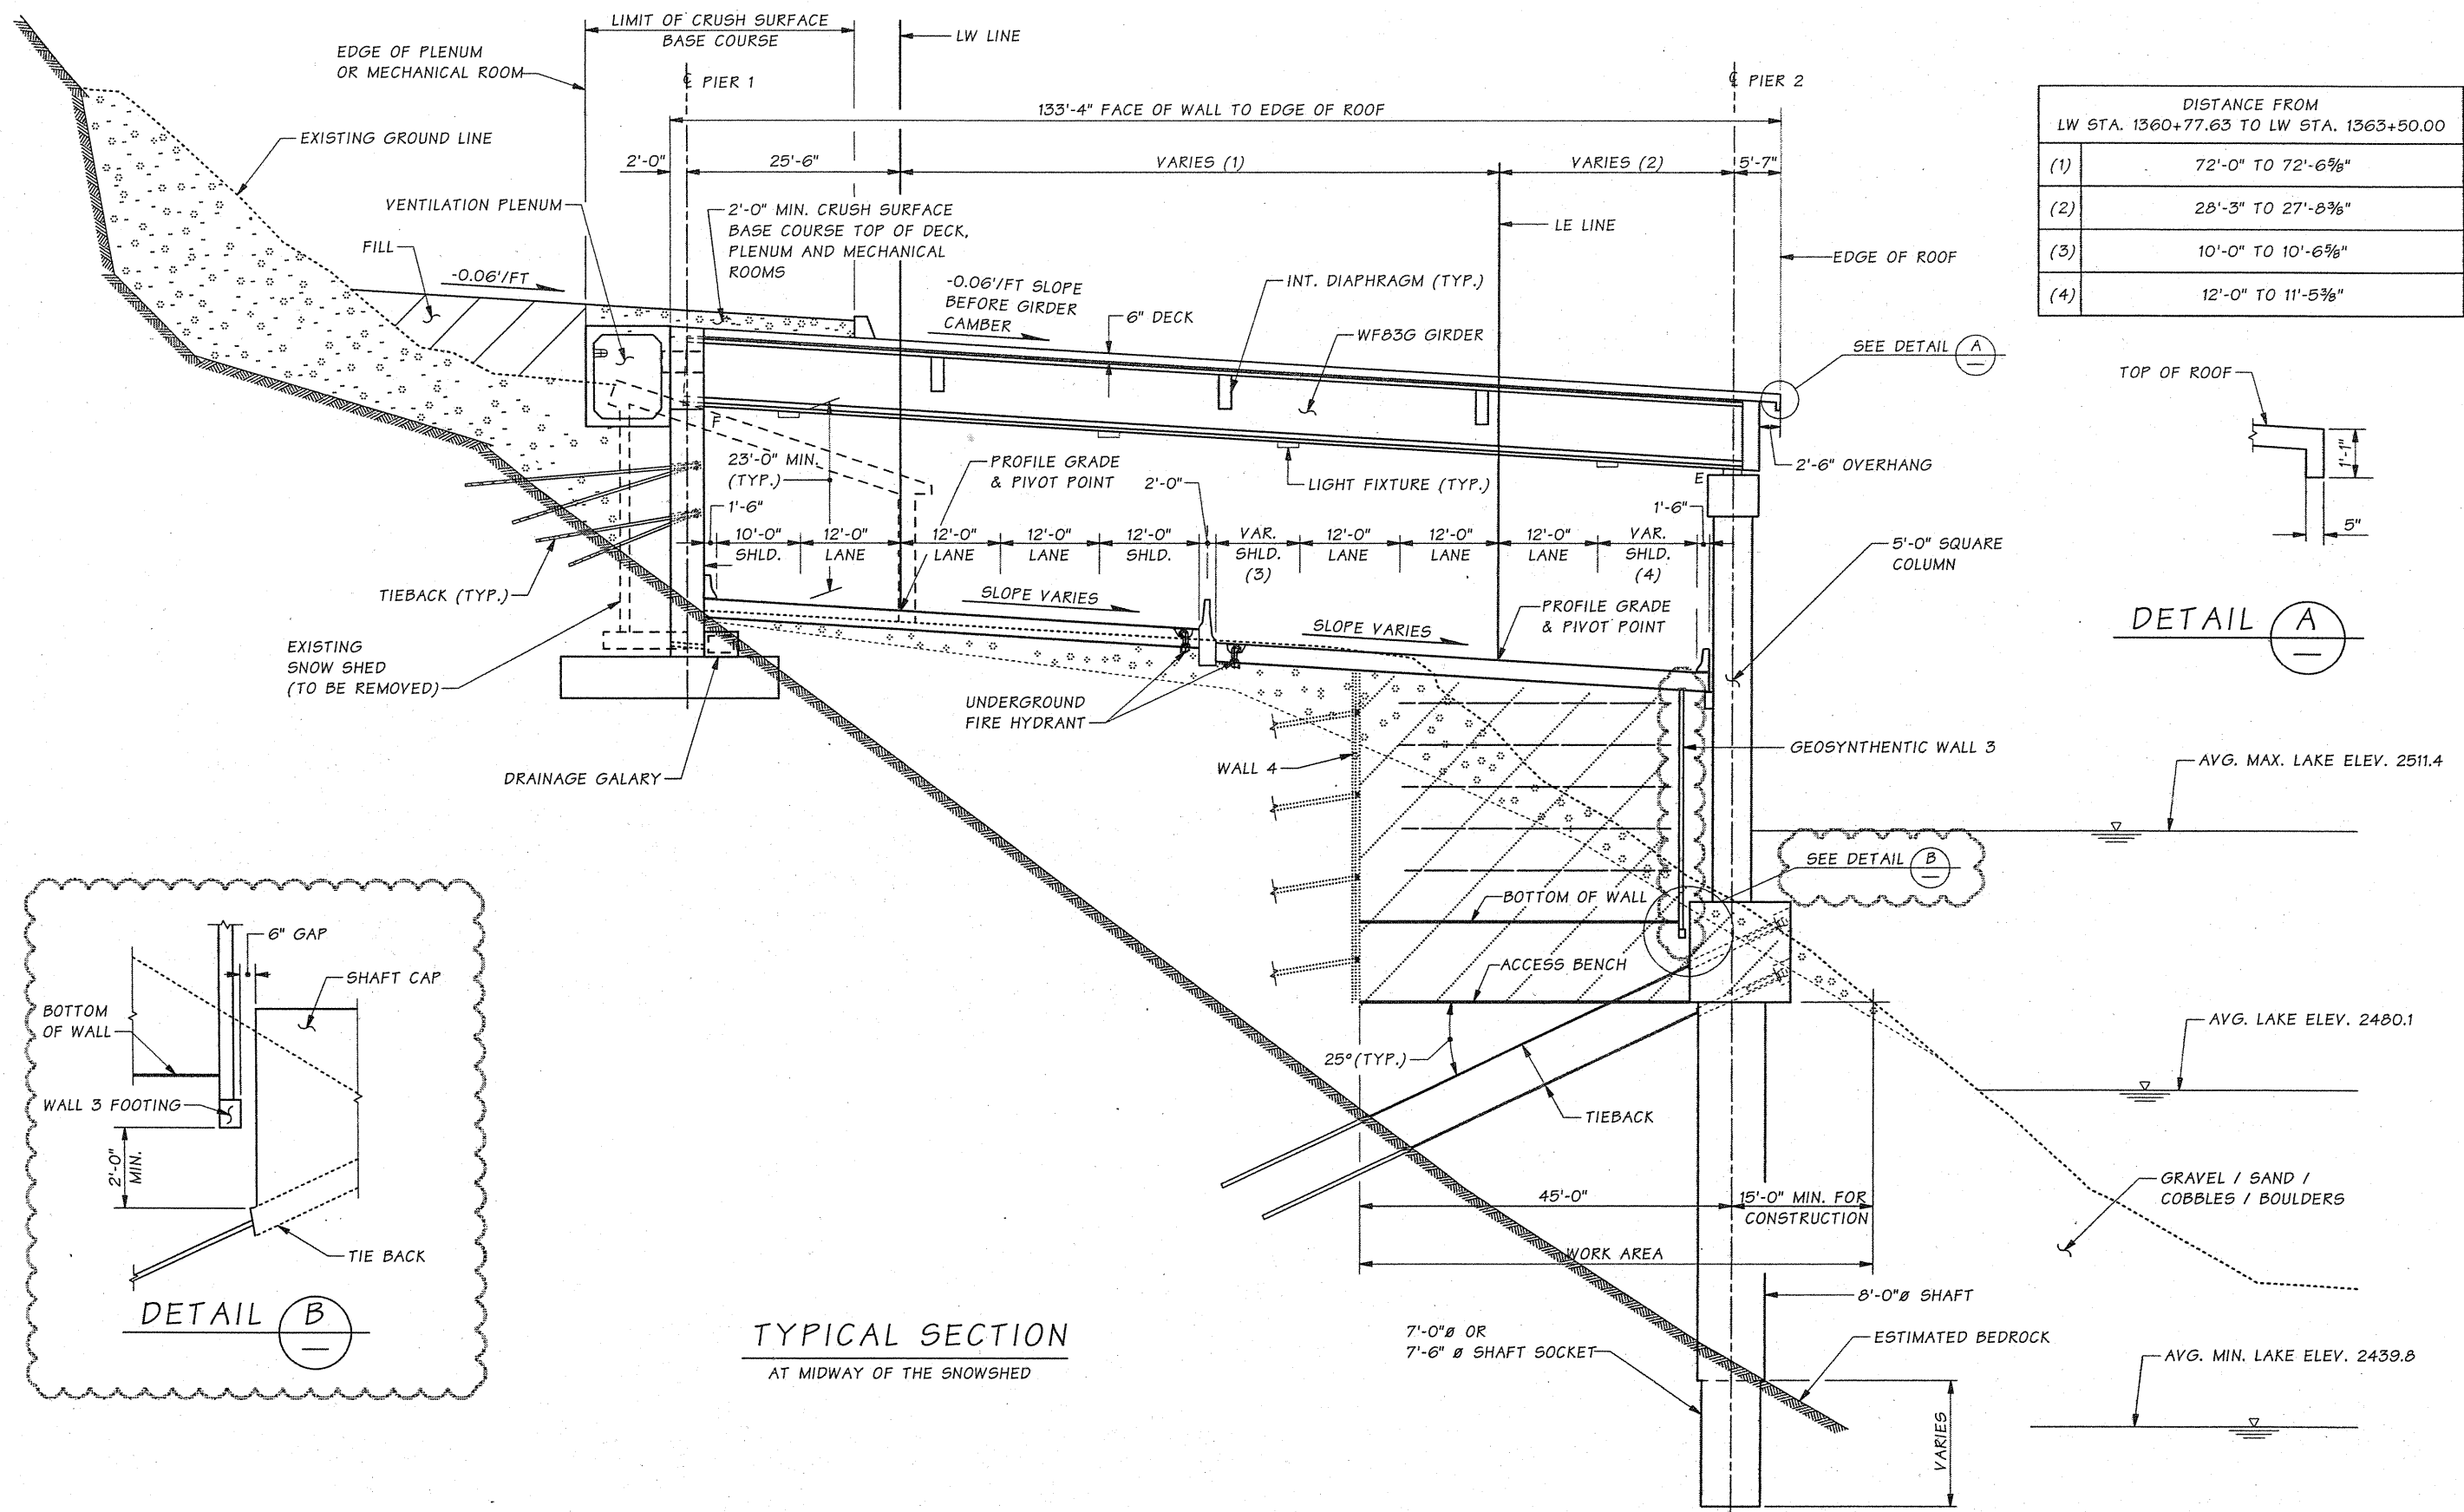 LIMIT OF CRUSH SURFACE
BASE COURSE
LW LINE
EDGE OF PLENUM
OR MECHANICAL ROOM
℄ PIER 1
℄ PIER 2
133'-4" FACE OF WALL TO EDGE OF ROOF
EXISTING GROUND LINE
2'-0"
25'-6"
VARIES (1)
VARIES (2)
5'-7"
DISTANCE FROM
LW STA. 1360+77.63 TO LW STA. 1363+50.00
(1) 72'-0" TO 72'-6⅝"
(2) 28'-3" TO 27'-8⅜"
(3) 10'-0" TO 10'-6⅝"
(4) 12'-0" TO 11'-5⅜"
VENTILATION PLENUM
2'-0" MIN. CRUSH SURFACE
BASE COURSE TOP OF DECK,
PLENUM AND MECHANICAL
ROOMS
LE LINE
FILL
-0.06'/FT
EDGE OF ROOF
-0.06'/FT SLOPE
BEFORE GIRDER
CAMBER
INT. DIAPHRAGM (TYP.)
6" DECK
WF83G GIRDER
SEE DETAIL A
TOP OF ROOF
1'-1"
5"
DETAIL A
F
23'-0" MIN.
(TYP.)
PROFILE GRADE
& PIVOT POINT
2'-0"
LIGHT FIXTURE (TYP.)
E
2'-6" OVERHANG
1'-6"
1'-6"
10'-0"
SHLD.
12'-0"
LANE
12'-0"
LANE
12'-0"
LANE
12'-0"
SHLD.
VAR.
SHLD.
(3)
12'-0"
LANE
12'-0"
LANE
12'-0"
LANE
VAR.
SHLD.
(4)
5'-0" SQUARE
COLUMN
TIEBACK (TYP.)
SLOPE VARIES
PROFILE GRADE
& PIVOT POINT
SLOPE VARIES
EXISTING
SNOW SHED
(TO BE REMOVED)
UNDERGROUND
FIRE HYDRANT
DRAINAGE GALARY
WALL 4
GEOSYNTHENTIC WALL 3
AVG. MAX. LAKE ELEV. 2511.4
SEE DETAIL B
BOTTOM OF WALL
ACCESS BENCH
25°(TYP.)
TIEBACK
AVG. LAKE ELEV. 2480.1
45'-0"
15'-0" MIN. FOR
CONSTRUCTION
WORK AREA
GRAVEL / SAND /
COBBLES / BOULDERS
8'-0"ø SHAFT
7'-0"ø OR
7'-6" ø SHAFT SOCKET
ESTIMATED BEDROCK
AVG. MIN. LAKE ELEV. 2439.8
VARIES
6" GAP
SHAFT CAP
BOTTOM
OF WALL
WALL 3 FOOTING
2'-0"
MIN.
TIE BACK
DETAIL B
TYPICAL SECTION
AT MIDWAY OF THE SNOWSHED